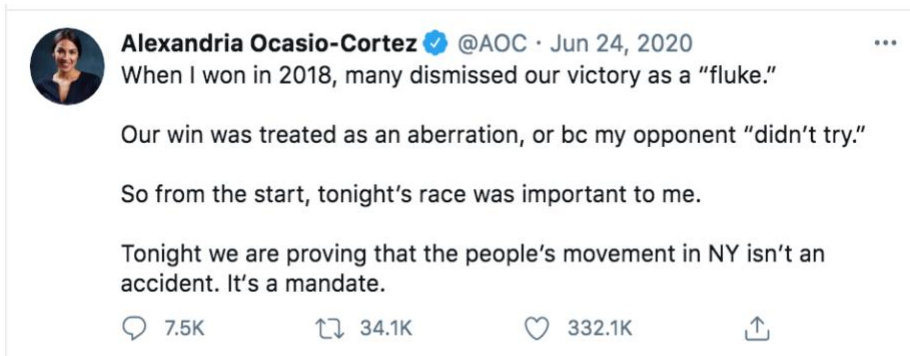 Alexandria Ocasio-Cortez @AOC · Jun 24, 2020
When I won in 2018, many dismissed our victory as a “fluke.”
Our win was treated as an aberration, or bc my opponent “didn’t try.”
So from the start, tonight’s race was important to me.
Tonight we are proving that the people’s movement in NY isn’t an
accident. It’s a mandate.
7.5K 34.1K 332.1K